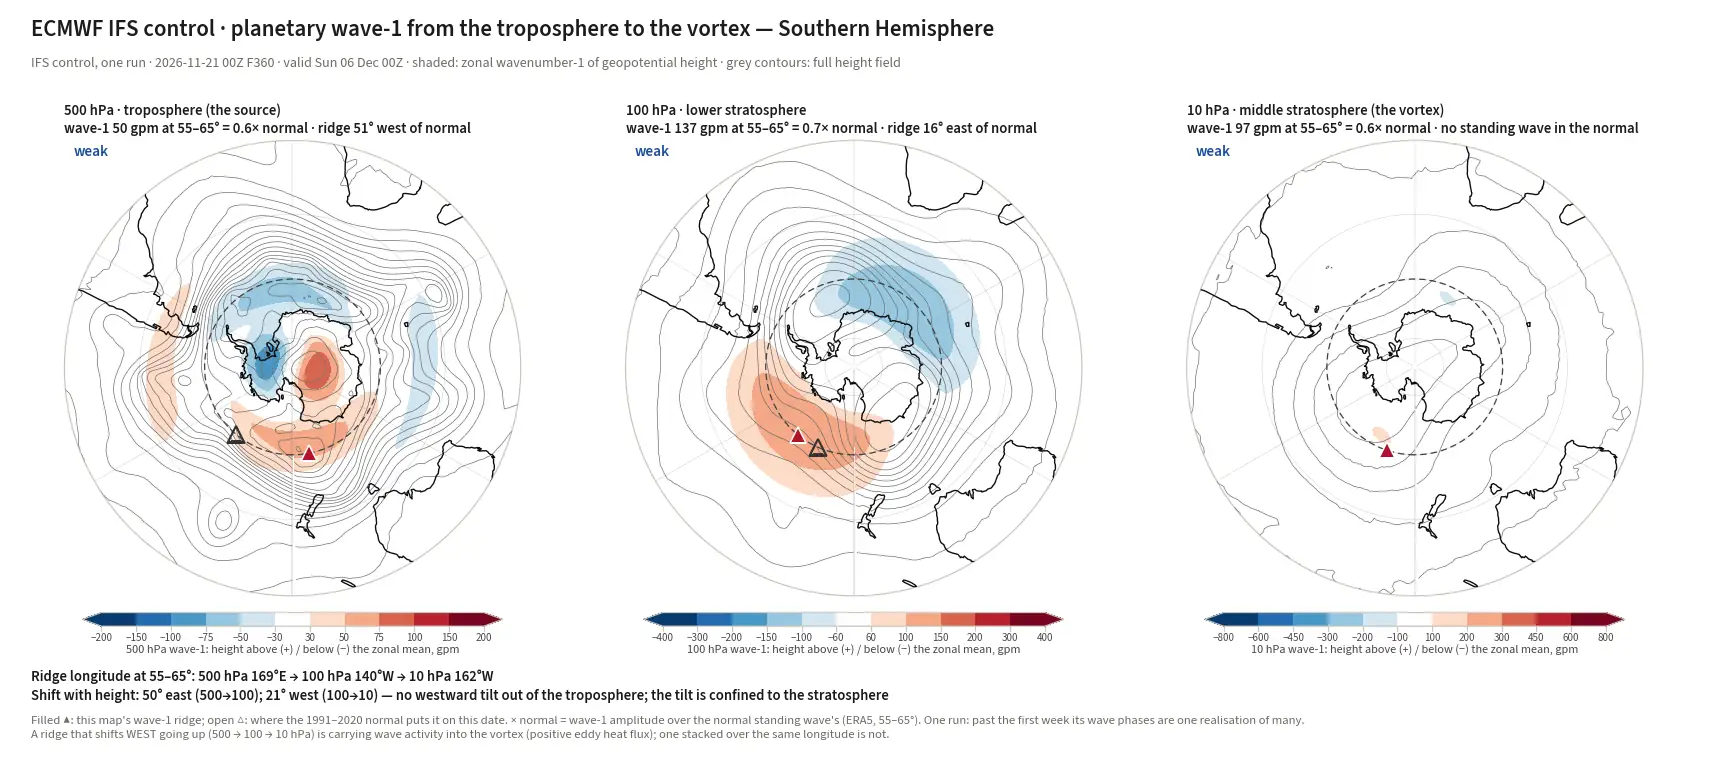 ECMWF IFS control · planetary wave-1 from the troposphere to the vortex — Southern Hemisphere
IFS control, one run · 2026-11-21 00Z F360 · valid Sun 06 Dec 00Z · shaded: zonal wavenumber-1 of geopotential height · grey contours: full height field
500 hPa · troposphere (the source)
wave-1 50 gpm at 55–65° = 0.6× normal · ridge 51° west of normal
weak
100 hPa · lower stratosphere
wave-1 137 gpm at 55–65° = 0.7× normal · ridge 16° east of normal
weak
10 hPa · middle stratosphere (the vortex)
wave-1 97 gpm at 55–65° = 0.6× normal · no standing wave in the normal
weak
−200 −150 −100 −75 −50 −30 30 50 75 100 150 200
500 hPa wave-1: height above (+) / below (−) the zonal mean, gpm
−400 −300 −200 −150 −100 −60 60 100 150 200 300 400
100 hPa wave-1: height above (+) / below (−) the zonal mean, gpm
−800 −600 −450 −300 −200 −100 100 200 300 450 600 800
10 hPa wave-1: height above (+) / below (−) the zonal mean, gpm
Ridge longitude at 55–65°: 500 hPa 169°E → 100 hPa 140°W → 10 hPa 162°W
Shift with height: 50° east (500→100); 21° west (100→10) — no westward tilt out of the troposphere; the tilt is confined to the stratosphere
Filled ▲: this map's wave-1 ridge; open △: where the 1991–2020 normal puts it on this date. × normal = wave-1 amplitude over the normal standing wave's (ERA5, 55–65°). One run: past the first week its wave phases are one realisation of many.
A ridge that shifts WEST going up (500 → 100 → 10 hPa) is carrying wave activity into the vortex (positive eddy heat flux); one stacked over the same longitude is not.